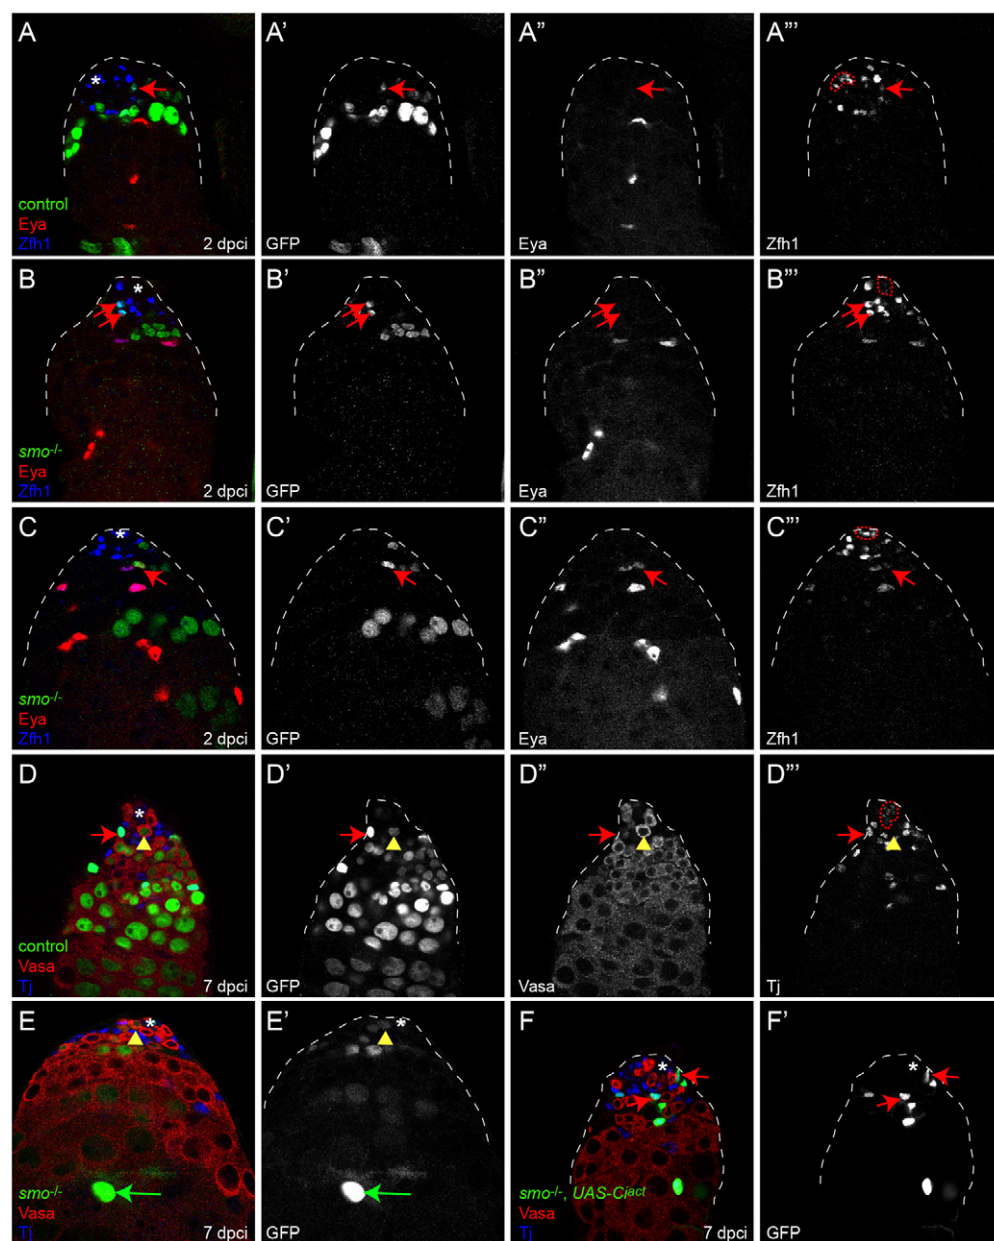 A
A'
A"
A"'
*
control
Eya
Zfh1
2 dpci
GFP
Eya
Zfh1
B
B'
B"
B"'
*
smo-/-
Eya
Zfh1
2 dpci
GFP
Eya
Zfh1
C
C'
C"
C"'
*
smo-/-
Eya
Zfh1
2 dpci
GFP
Eya
Zfh1
D
D'
D"
D"'
*
control
Vasa
Tj
7 dpci
GFP
Vasa
Tj
E
E'
F
F'
*
*
*
*
smo-/-
Vasa
Tj
7 dpci
GFP
smo-/-, UAS-Ciact
Vasa
Tj
7 dpci
GFP